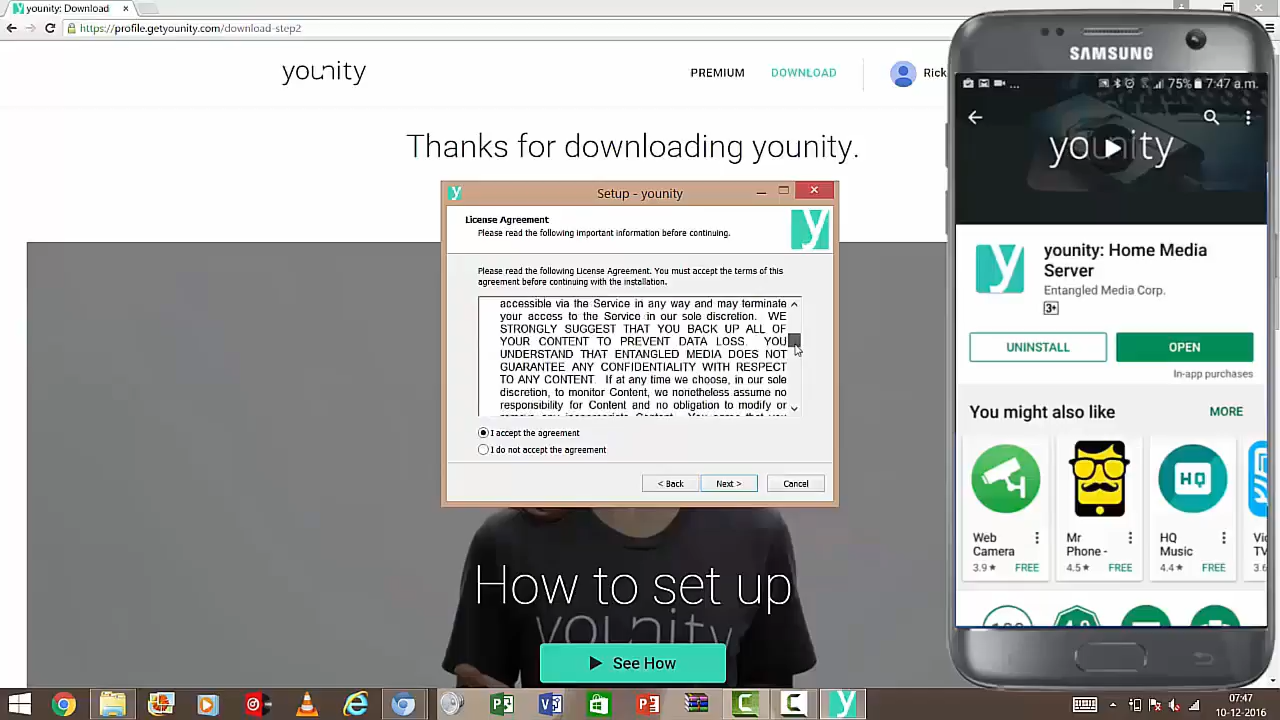 younity: Download
https://profile.getyounity.com/download-step2
younity
PREMIUM
DOWNLOAD
Rick
Thanks for downloading younity.
Setup - younity
License Agreement
Please read the following important information before continuing.
Please read the following License Agreement. You must accept the terms of this
agreement before continuing with the installation.
accessible via the Service in any way and may terminate
your access to the Service in our sole discretion. WE
STRONGLY SUGGEST THAT YOU BACK UP ALL OF
YOUR CONTENT TO PREVENT DATA LOSS. YOU
UNDERSTAND THAT ENTANGLED MEDIA DOES NOT
GUARANTEE ANY CONFIDENTIALITY WITH RESPECT
TO ANY CONTENT. If at any time we choose, in our sole
discretion, to monitor Content, we nonetheless assume no
responsibility for Content and no obligation to modify or
I accept the agreement
I do not accept the agreement
< Back
Next >
Cancel
How to set up
younity
See How
SAMSUNG
75%
7:47 a.m.
younity
younity: Home Media
Server
Entangled Media Corp.
3+
UNINSTALL
OPEN
In-app purchases
You might also like
MORE
HQ
Web
Camera
3.9★ FREE
Mr
Phone -
4.5★ FREE
HQ
Music
4.4★ FREE
TV
3.6
07:47
10-12-2016